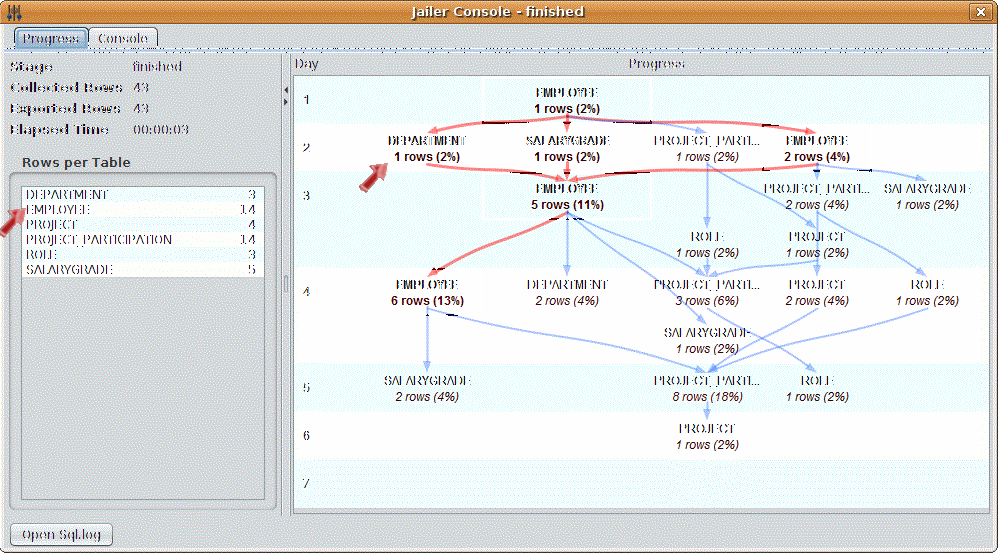 Jailer Console - finished
Progress Console
Stage finished
Collected Rows 43
Exported Rows 43
Elapsed Time 00:00:03
Rows per Table
DEPARTMENT 3
EMPLOYEE 14
PROJECT 4
PROJECT_PARTICIPATION 14
ROLE 3
SALARYGRADE 5
Open Sql.log
Day Progress
1
EMPLOYEE
1 rows (2%)
2
DEPARTMENT SALARYGRADE PROJECT_PARTI... EMPLOYEE
1 rows (2%) 1 rows (2%) 1 rows (2%) 2 rows (4%)
3
EMPLOYEE PROJECT_PARTI... SALARYGRADE
5 rows (11%) 2 rows (4%) 1 rows (2%)
ROLE PROJECT
1 rows (2%) 1 rows (2%)
4
EMPLOYEE DEPARTMENT PROJECT_PARTI... PROJECT ROLE
6 rows (13%) 2 rows (4%) 3 rows (6%) 2 rows (4%) 1 rows (2%)
SALARYGRADE
1 rows (2%)
5
SALARYGRADE PROJECT_PARTI... ROLE
2 rows (4%) 8 rows (18%) 1 rows (2%)
6
PROJECT
1 rows (2%)
7